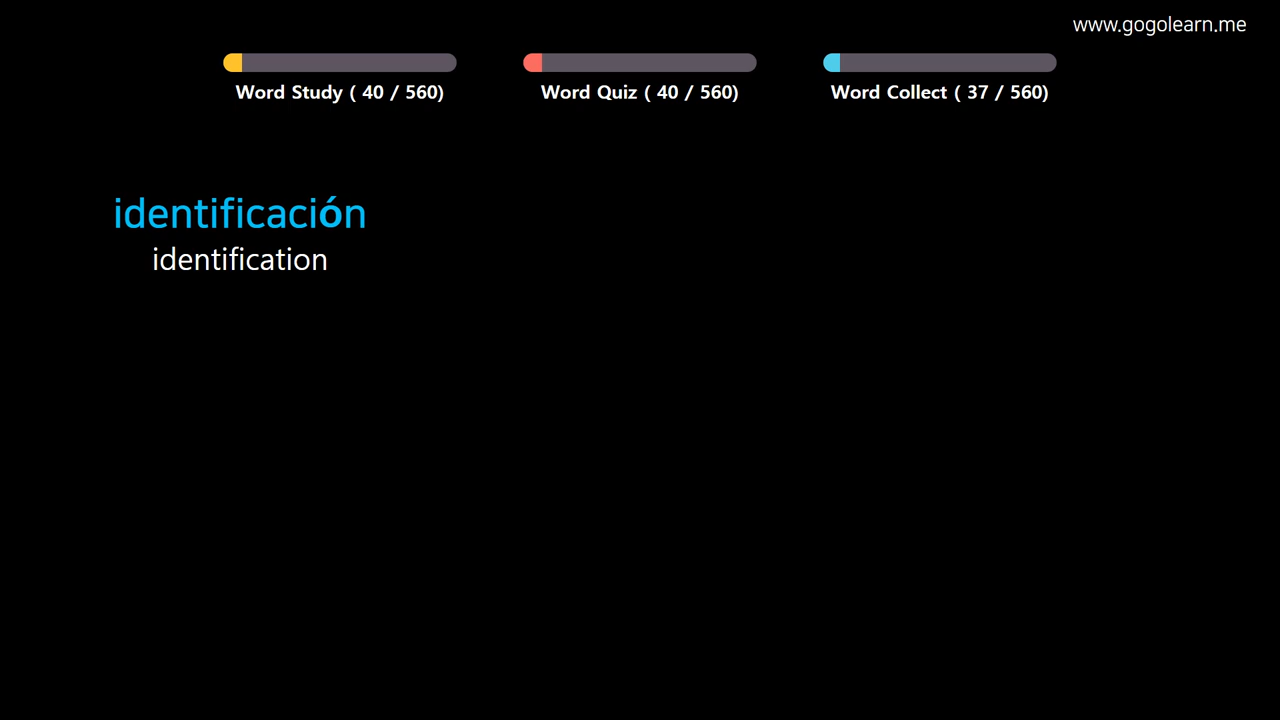 www.gogolearn.me
Word Study ( 40 / 560)
Word Quiz ( 40 / 560)
Word Collect ( 37 / 560)
identificación
identification